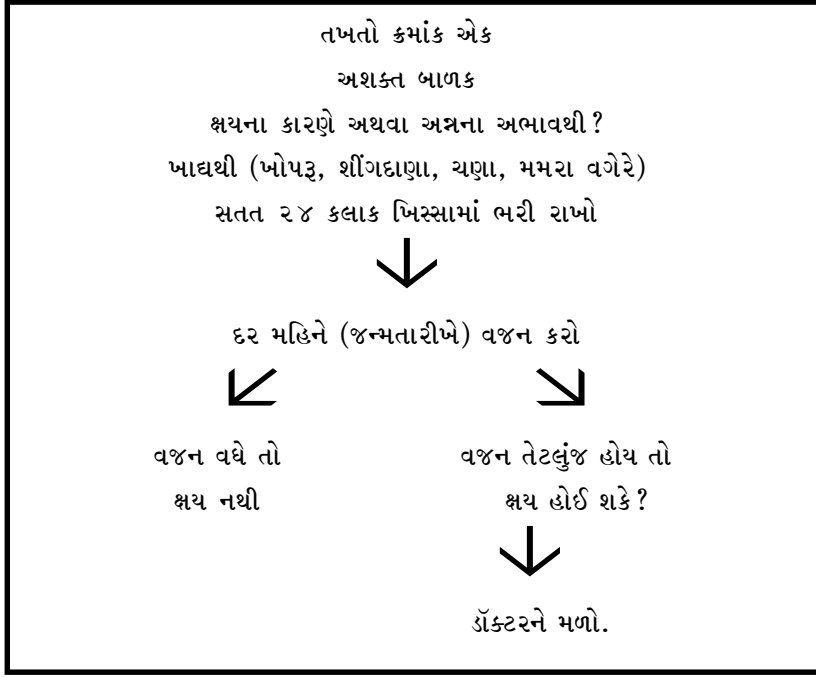 તખતો ક્રમાંક એક
અશક્ત બાળક
ક્ષયના કારણે અથવા અન્નના અભાવથી?
ખાદ્યથી (ખોપરૂ, શીંગદાણા, ચણા, મમરા વગેરે)
સતત ૨૪ કલાક ખિસ્સામાં ભરી રાખો
દર મહિને (જન્મતારીખે) વજન કરો
વજન વધે તો
ક્ષય નથી
વજન તેટલુંજ હોય તો
ક્ષય હોઈ શકે?
ડૉક્ટરને મળો.